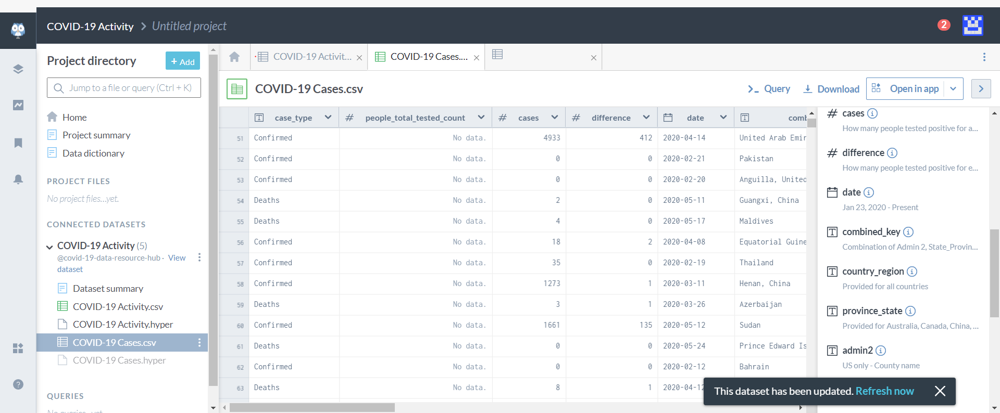 COVID-19 Activity > Untitled project
2
Project directory
+ Add
Jump to a file or query (Ctrl + K)
Home
Project summary
Data dictionary
PROJECT FILES
No project files...yet.
CONNECTED DATASETS
COVID-19 Activity (5)
@covid-19-data-resource-hub · View
dataset
Dataset summary
COVID-19 Activity.csv
COVID-19 Activity.hyper
COVID-19 Cases.csv
COVID-19 Cases.hyper
QUERIES
No queries...yet
COVID-19 Activit...
COVID-19 Cases....
COVID-19 Cases.csv
Query
Download
Open in app
case_type # people_total_tested_count # cases # difference date comb
51 Confirmed No data. 4933 412 2020-04-14 United Arab Emir
52 Confirmed No data. 0 0 2020-02-21 Pakistan
53 Confirmed No data. 0 0 2020-02-20 Anguilla, United
54 Deaths No data. 2 0 2020-05-11 Guangxi, China
55 Deaths No data. 4 0 2020-05-17 Maldives
56 Confirmed No data. 18 2 2020-04-08 Equatorial Guine
57 Confirmed No data. 35 0 2020-02-19 Thailand
58 Confirmed No data. 1273 1 2020-03-11 Henan, China
59 Deaths No data. 3 1 2020-03-26 Azerbaijan
60 Confirmed No data. 1661 135 2020-05-12 Sudan
61 Deaths No data. 0 0 2020-05-24 Prince Edward Is
62 Confirmed No data. 0 0 2020-02-12 Bahrain
63 Deaths No data. 8 1 2020-04-12
# cases
How many people tested positive for a...
# difference
How many people tested positive for e...
date
Jan 23, 2020 - Present
combined_key
Combination of Admin 2, State_Provin...
country_region
Provided for all countries
province_state
Provided for Australia, Canada, China, ...
admin2
US only - County name
This dataset has been updated. Refresh now